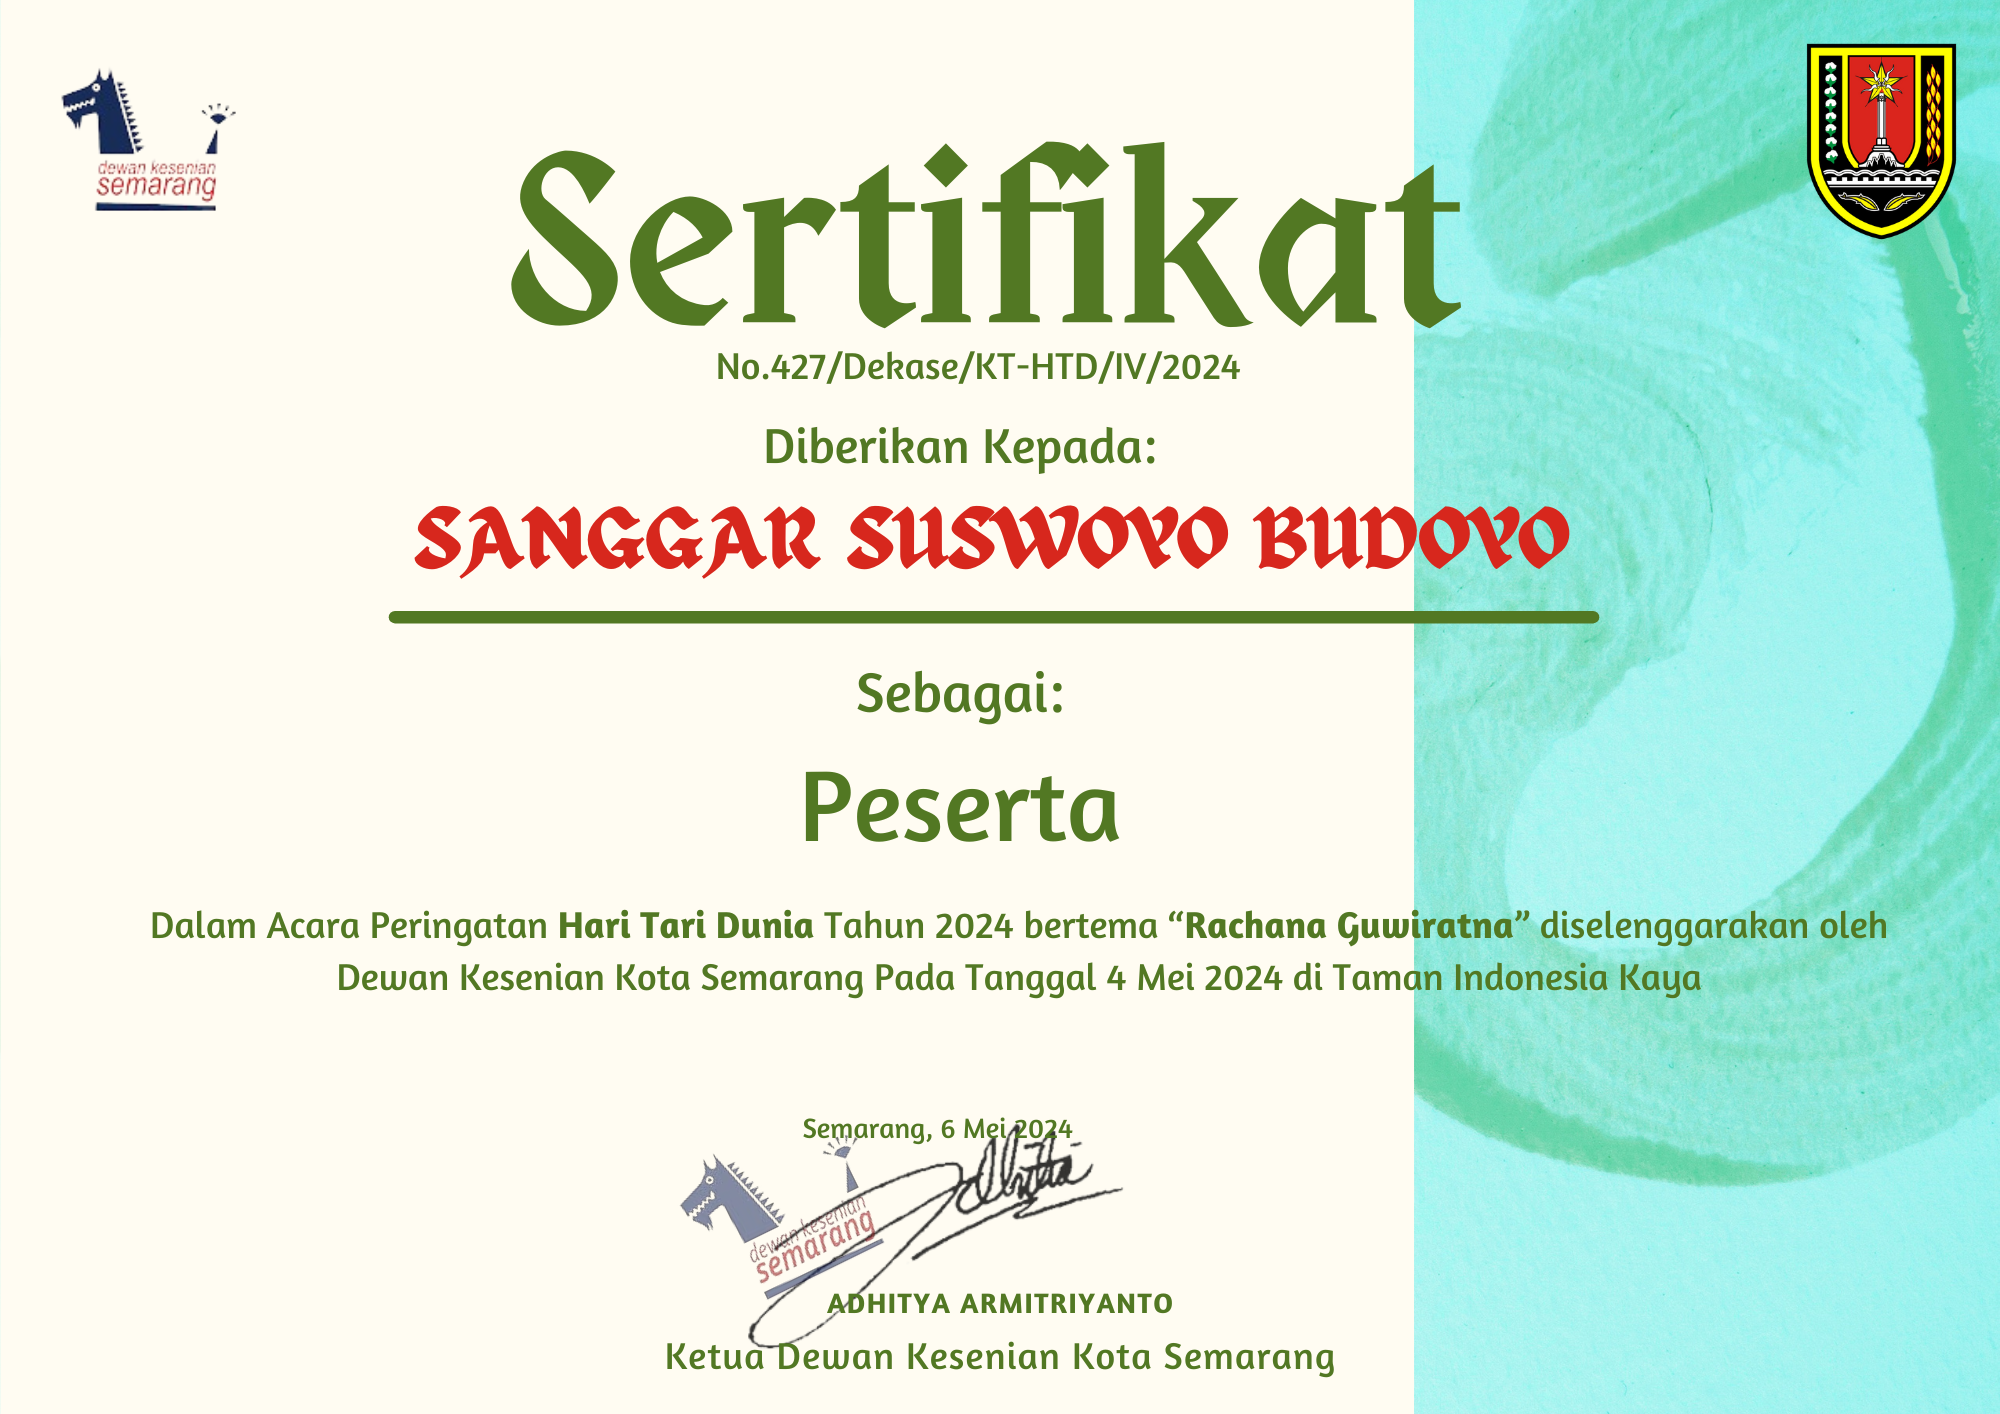 dewan kesenian
semarang
Sertifikat
No.427/Dekase/KT-HTD/IV/2024
Diberikan Kepada:
SANGGAR SUSWOYO BUDOYO
Sebagai:
Peserta
Dalam Acara Peringatan Hari Tari Dunia Tahun 2024 bertema “Rachana Guwiratna” diselenggarakan oleh
Dewan Kesenian Kota Semarang Pada Tanggal 4 Mei 2024 di Taman Indonesia Kaya
Semarang, 6 Mei 2024
dewan kesenian
semarang
ADHITYA ARMITRIYANTO
Ketua Dewan Kesenian Kota Semarang